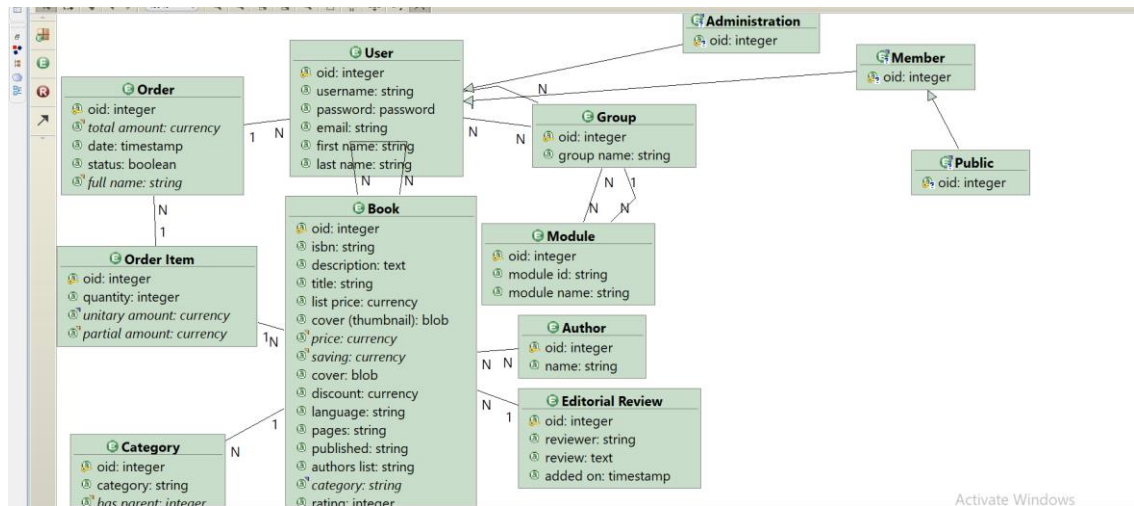 Administration
oid: integer
User
oid: integer
username: string
password: password
email: string
first name: string
last name: string
Member
oid: integer
Order
oid: integer
total amount: currency
date: timestamp
status: boolean
full name: string
1
N
N
N
N
Group
oid: integer
group name: string
Public
oid: integer
N
1
N
N
N
1
N
N
Order Item
oid: integer
quantity: integer
unitary amount: currency
partial amount: currency
1
N
Book
oid: integer
isbn: string
description: text
title: string
list price: currency
cover (thumbnail): blob
price: currency
saving: currency
cover: blob
discount: currency
language: string
pages: string
published: string
authors list: string
category: string
rating: integer
Module
oid: integer
module id: string
module name: string
N
N
Author
oid: integer
name: string
N
1
Editorial Review
oid: integer
reviewer: string
review: text
added on: timestamp
1
N
Category
oid: integer
category: string
has parent: integer
Activate Windows